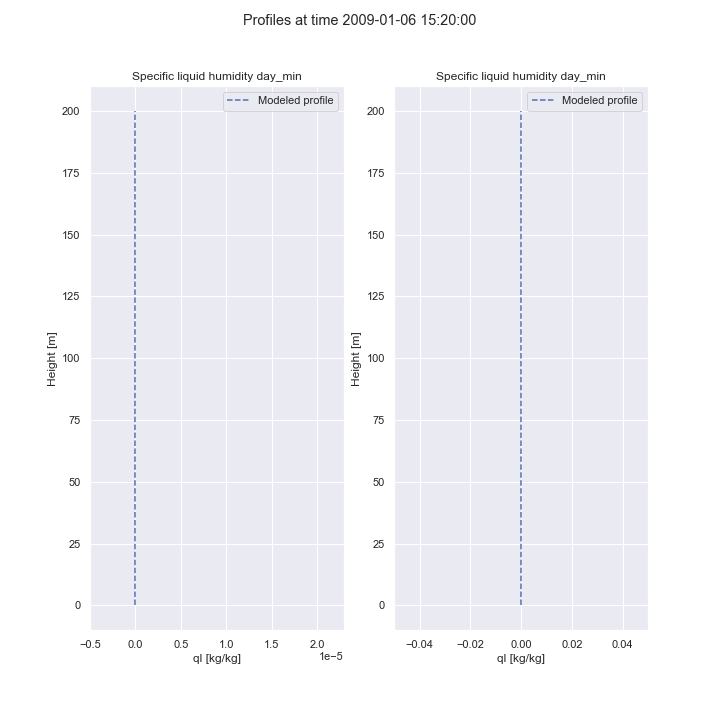 Profiles at time 2009-01-06 15:20:00
Specific liquid humidity day_min
Modeled profile
200
175
150
125
100
75
50
25
0
Height [m]
−0.5 0.0 0.5 1.0 1.5 2.0
1e−5
ql [kg/kg]
Specific liquid humidity day_min
Modeled profile
200
175
150
125
100
75
50
25
0
Height [m]
−0.04 −0.02 0.00 0.02 0.04
ql [kg/kg]